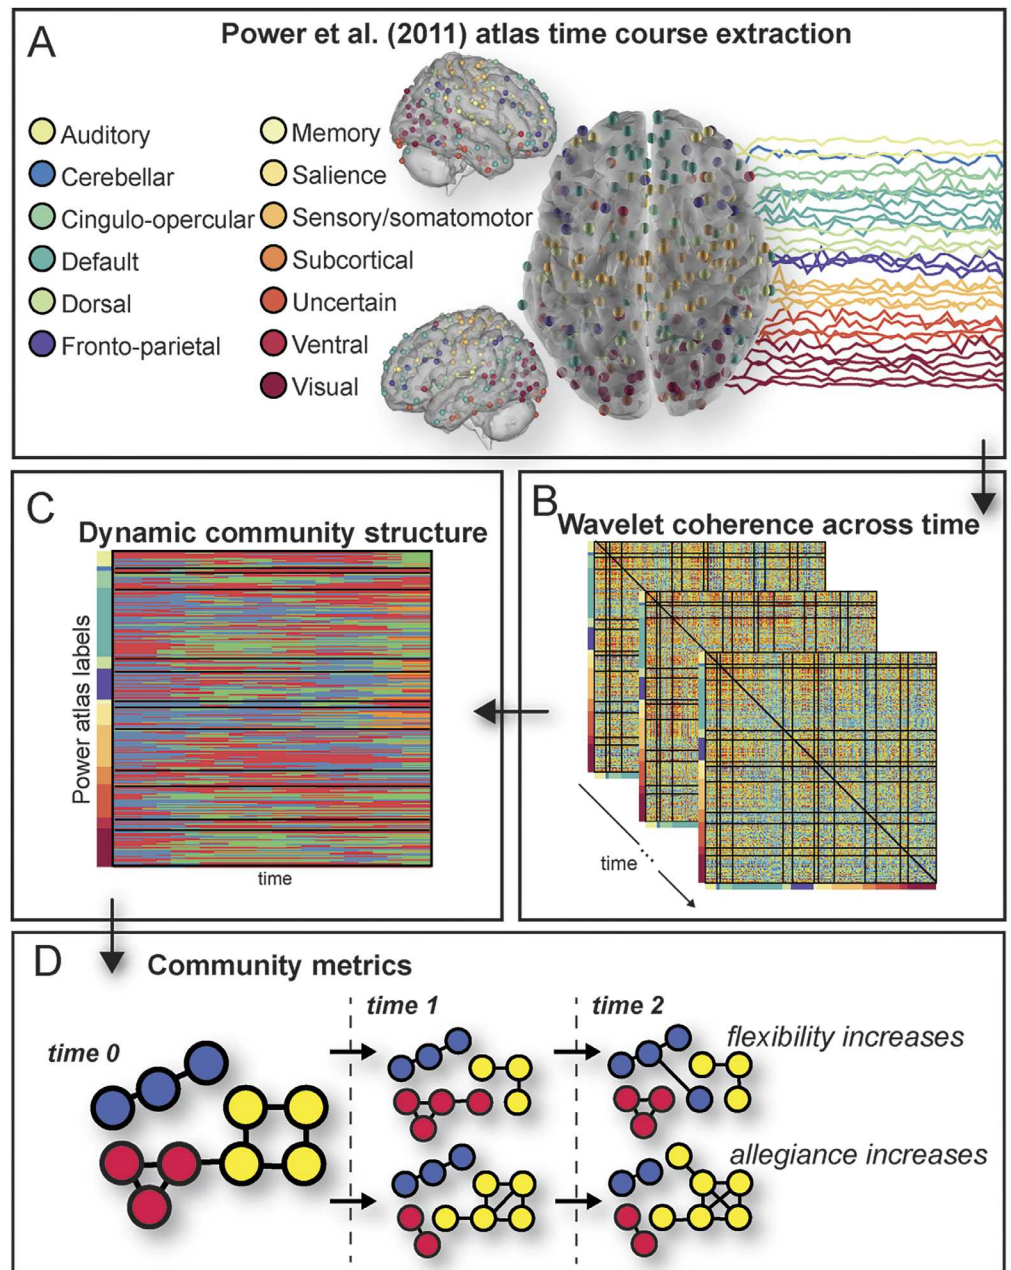 A
Power et al. (2011) atlas time course extraction
Auditory
Cerebellar
Cingulo-opercular
Default
Dorsal
Fronto-parietal
Memory
Salience
Sensory/somatomotor
Subcortical
Uncertain
Ventral
Visual
C
Dynamic community structure
Power atlas labels
time
B
Wavelet coherence across time
time
D
Community metrics
time 0
time 1
time 2
flexibility increases
allegiance increases